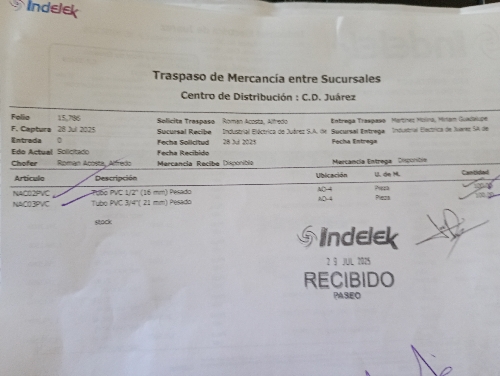 Indelek
Traspaso de Mercancía entre Sucursales
Centro de Distribución : C.D. Juárez
Folio 15,786 Solicita Traspaso Roman Acosta, Alfredo Entrega Traspaso Martinez Molina, Miriam Guadalupe
F. Captura 28 Jul 2025 Sucursal Recibe Industrial Eléctrica de Juárez S.A. de Sucursal Entrega Industrial Eléctrica de Juárez SA de
Entrada 0 Fecha Solicitud 28 Jul 2025 Fecha Entrega
Edo Actual Solicitado Fecha Recibido
Chofer Roman Acosta, Alfredo Mercancia Recibe Disponible Mercancia Entrega Disponible
Artículo Descripción Ubicación U. de M. Cantidad
NAC02PVC Tubo PVC 1/2" (16 mm) Pesado AO-4 Pieza
NAC03PVC Tubo PVC 3/4"( 21 mm) Pesado AO-4 Pieza
stock
Indelek
29 JUL 2025
RECIBIDO
PASEO